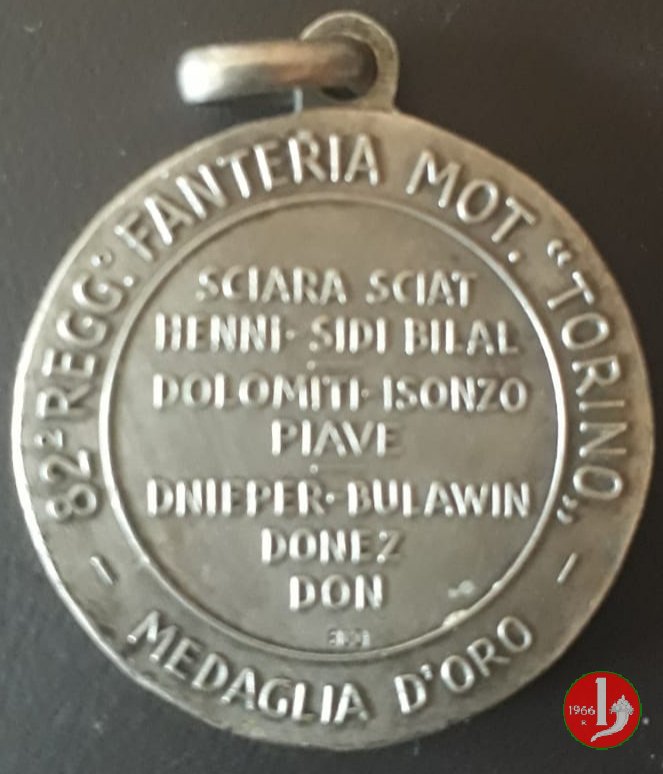 82º REGG.º FANTERIA MOT. “TORINO„
SCIARA SCIAT
HENNI·SIDI BILAL
DOLOMITI·ISONZO
PIAVE
DNIEPER·BULAWIN
DONEZ
DON
– MEDAGLIA D'ORO –
1966
R